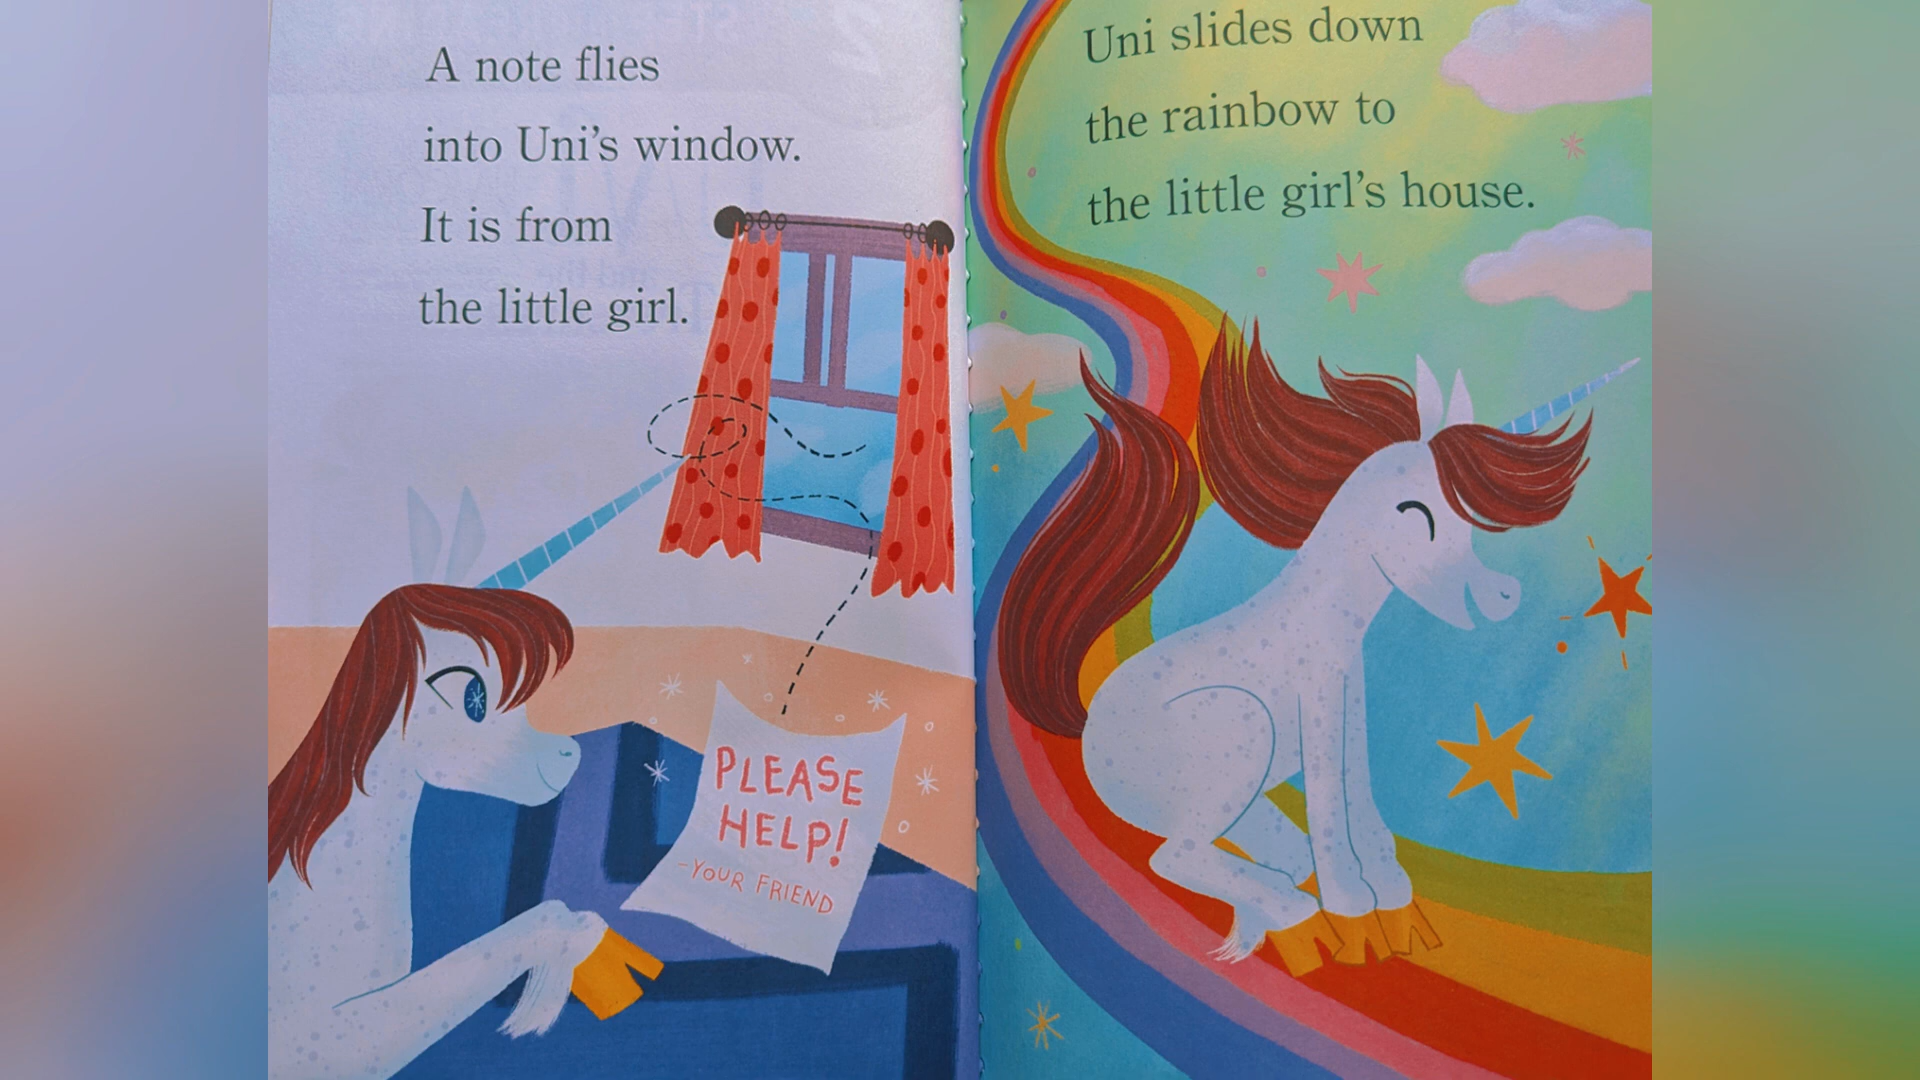 A note flies
into Uni's window.
It is from
the little girl.
PLEASE
HELP!
-YOUR FRIEND
Uni slides down
the rainbow to
the little girl's house.